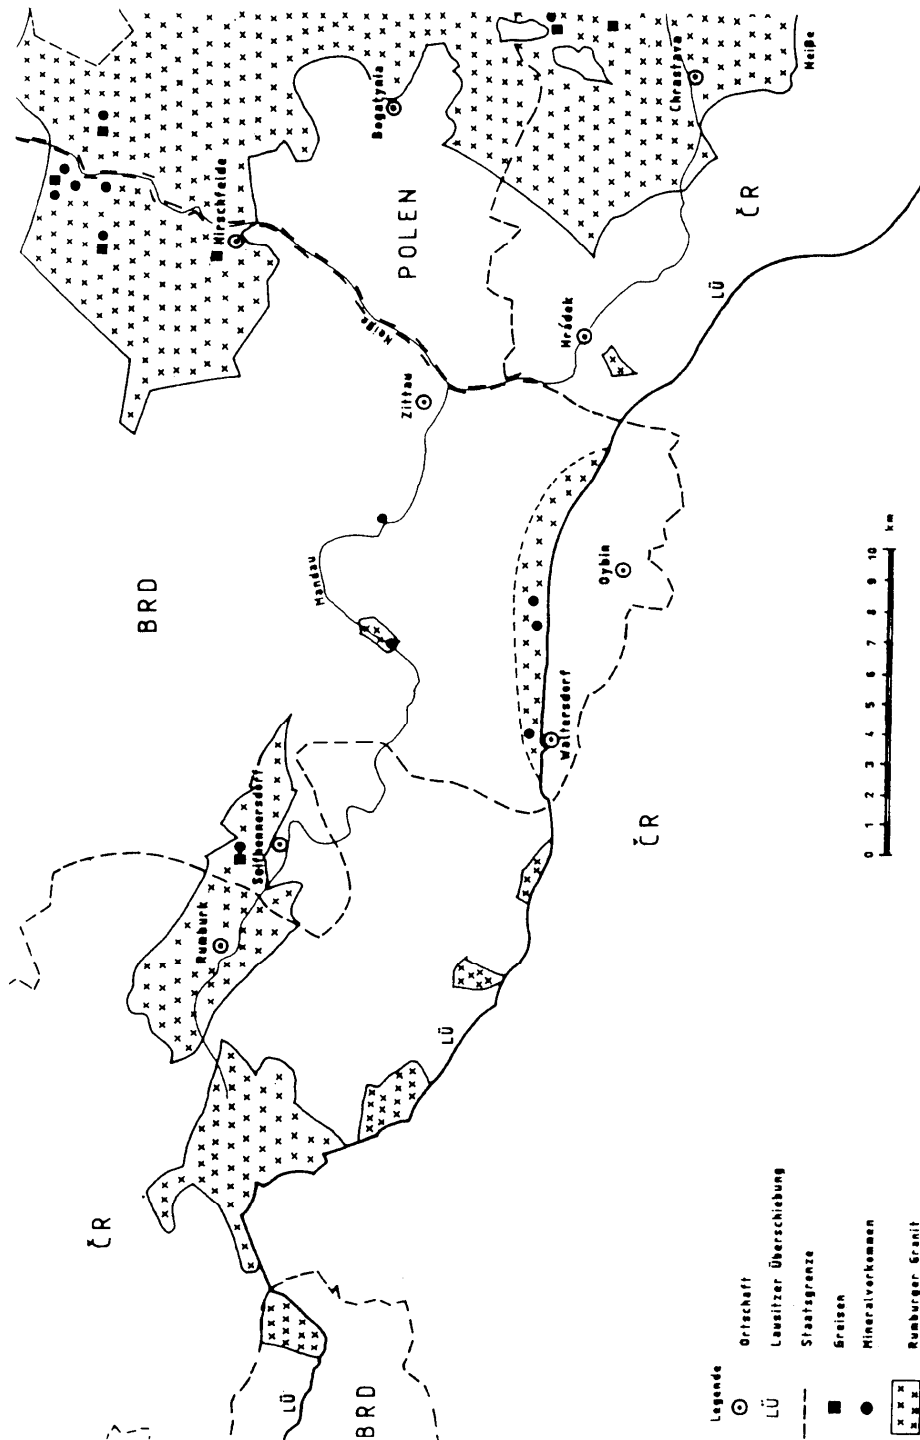 ČR
BRD
POLEN
ČR
ČR
BRD
Rumburk
Seifhennersdorf
Mandau
Zittau
Neiße
Hirschfelde
Bogatynia
Hrádek
Chrastava
Neiße
Waltersdorf
Oybin
LÜ
LÜ
LÜ
0 1 2 3 4 5 6 7 8 9 10 km
Legende
Ortschaft
LÜ Lausitzer Überschiebung
Staatsgrenze
Greisen
Mineralvorkommen
Rumburger Granit